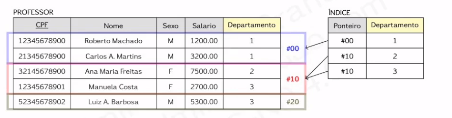 PROFESSOR
CPF Nome Sexo Salario Departamento
12345678900 Roberto Machado M 1200.00 1
21345678900 Carlos A. Martins M 3200.00 1
#00
32145678900 Ana Maria Freitas F 7500.00 2
12345678901 Manuela Costa F 2700.00 3
#10
52345678902 Luiz A. Barbosa M 5300.00 3 #20
ÍNDICE
Ponteiro Departamento
#00 1
#10 2
#10 3